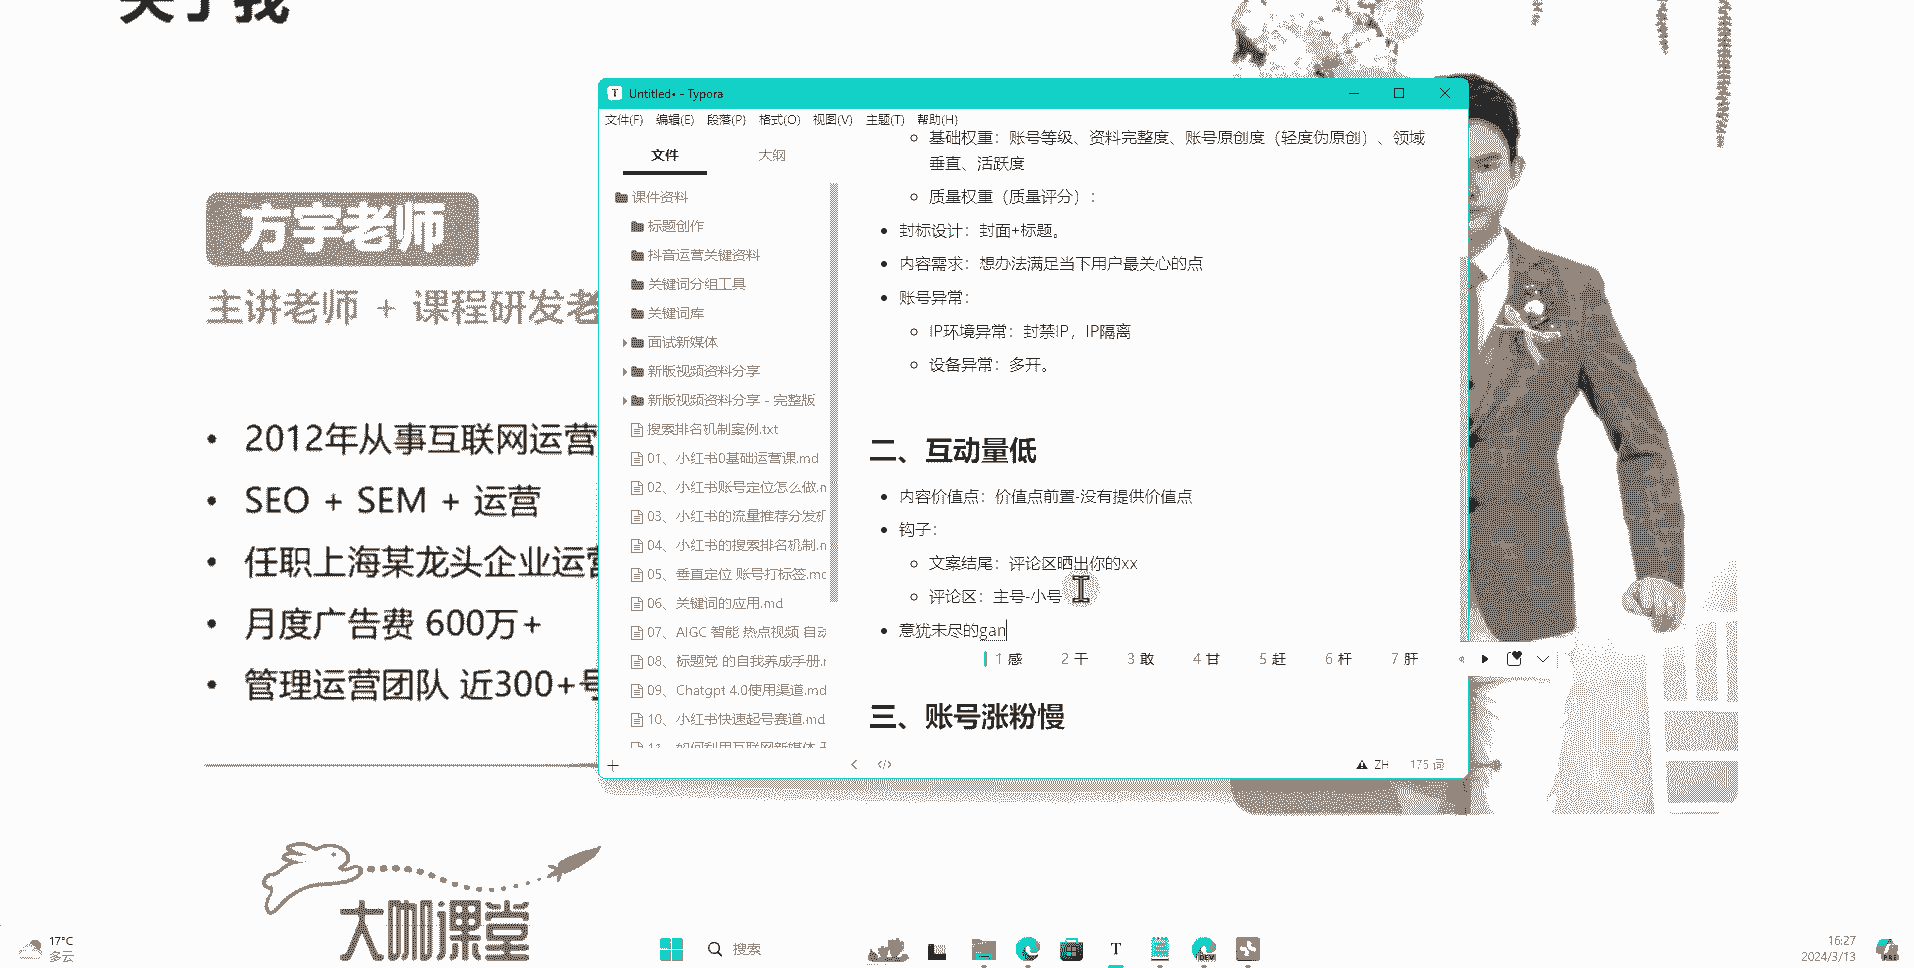 关于我
方宇老师
主讲老师 + 课程研发老
2012年从事互联网运营
SEO + SEM + 运营
任职上海某龙头企业运营
月度广告费 600万+
管理运营团队 近300+号
大咖课堂
Untitled• - Typora
文件(F) 编辑(E) 段落(P) 格式(O) 视图(V) 主题(T) 帮助(H)
文件 大纲
课件资料
标题创作
抖音运营关键资料
关键词分组工具
关键词库
面试新媒体
新版视频资料分享
新版视频资料分享 - 完整版
搜索排名机制案例.txt
01、小红书0基础运营课.md
02、小红书账号定位怎么做.m
03、小红书的流量推荐分发机
04、小红书的搜索排名机制.m
05、垂直定位 账号打标签.mc
06、关键词的应用.md
07、AIGC 智能 热点视频 自动
08、标题党 的自我养成手册.m
09、Chatgpt 4.0使用渠道.md
10、小红书快速起号赛道.md
11、如何利用互联网新媒体
基础权重：账号等级、资料完整度、账号原创度（轻度伪原创）、领域
垂直、活跃度
质量权重（质量评分）：
封标设计：封面+标题。
内容需求：想办法满足当下用户最关心的点
账号异常：
IP环境异常：封禁IP，IP隔离
设备异常：多开。
二、互动量低
内容价值点：价值点前置-没有提供价值点
钩子：
文案结尾：评论区晒出你的xx
评论区：主号-小号
意犹未尽的gan
1 感 2 干 3 敢 4 甘 5 赶 6 杆 7 肝
三、账号涨粉慢
ZH 175 词
17°C
多云
搜索
DEV
16:27
2024/3/13
PRE